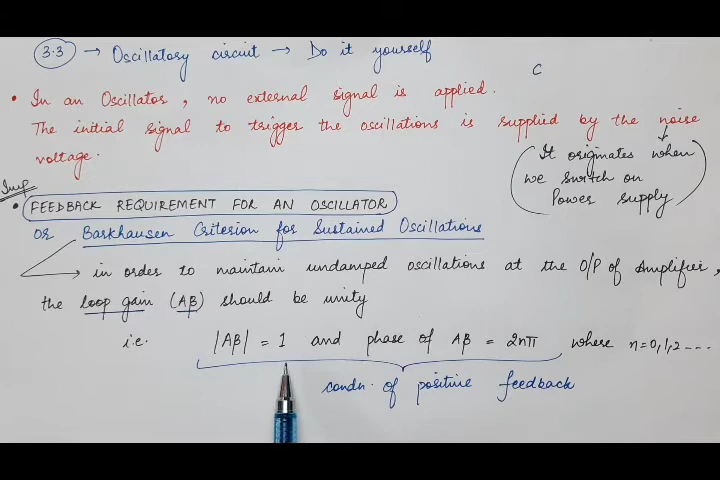 3.3 → Oscillatory circuit → Do it yourself
C
• In an Oscillator, no external signal is applied.
The initial signal to trigger the oscillations is supplied by the noise
voltage.
(It originates when
we switch on
Power supply)
Imp
• FEEDBACK REQUIREMENT FOR AN OSCILLATOR
or Barkhausen Criterion for Sustained Oscillations
→ in order to maintain undamped oscillations at the O/P of Amplifier,
the loop gain (Aβ) should be unity
i.e. |Aβ| = 1 and phase of Aβ = 2nπ where n=0,1,2 ----
condn. of positive feedback